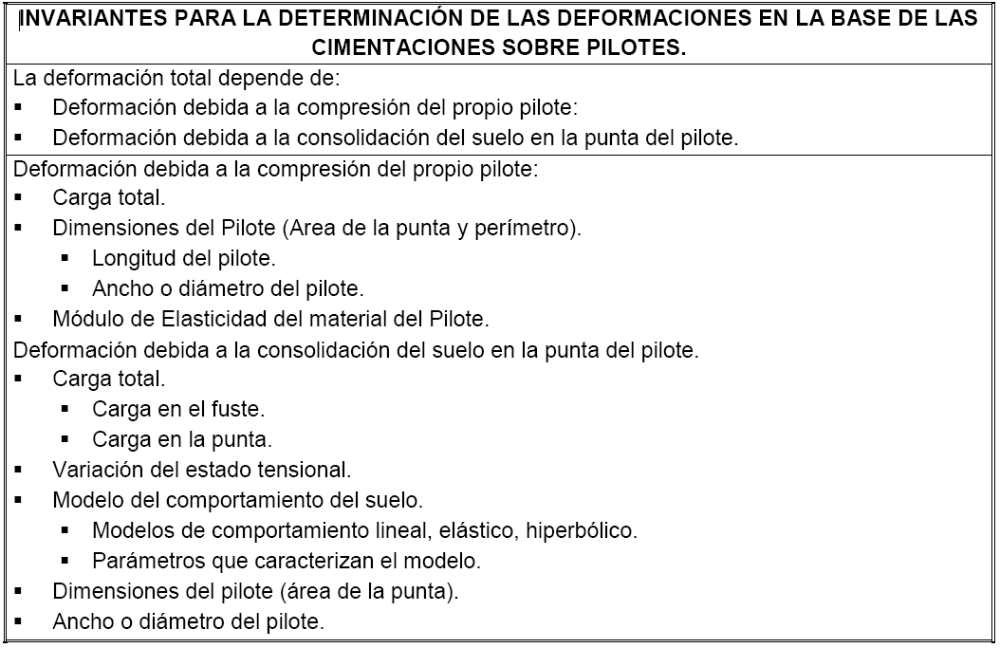 INVARIANTES PARA LA DETERMINACIÓN DE LAS DEFORMACIONES EN LA BASE DE LAS
CIMENTACIONES SOBRE PILOTES.
La deformación total depende de:
▪ Deformación debida a la compresión del propio pilote:
▪ Deformación debida a la consolidación del suelo en la punta del pilote.
Deformación debida a la compresión del propio pilote:
▪ Carga total.
▪ Dimensiones del Pilote (Area de la punta y perímetro).
▪ Longitud del pilote.
▪ Ancho o diámetro del pilote.
▪ Módulo de Elasticidad del material del Pilote.
Deformación debida a la consolidación del suelo en la punta del pilote.
▪ Carga total.
▪ Carga en el fuste.
▪ Carga en la punta.
▪ Variación del estado tensional.
▪ Modelo del comportamiento del suelo.
▪ Modelos de comportamiento lineal, elástico, hiperbólico.
▪ Parámetros que caracterizan el modelo.
▪ Dimensiones del pilote (área de la punta).
▪ Ancho o diámetro del pilote.